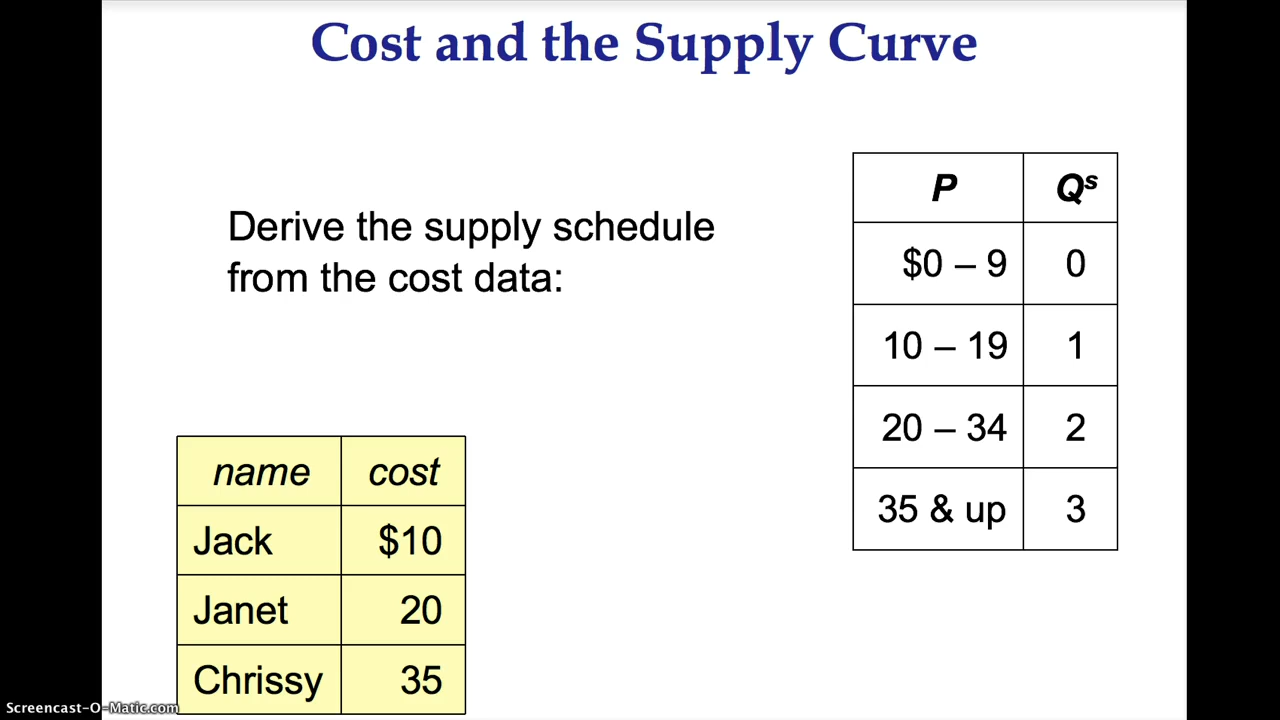 Cost and the Supply Curve
Derive the supply schedule
from the cost data:
P Qˢ
$0 – 9 0
10 – 19 1
20 – 34 2
35 & up 3
name cost
Jack $10
Janet 20
Chrissy 35
Screencast-O-Matic.com